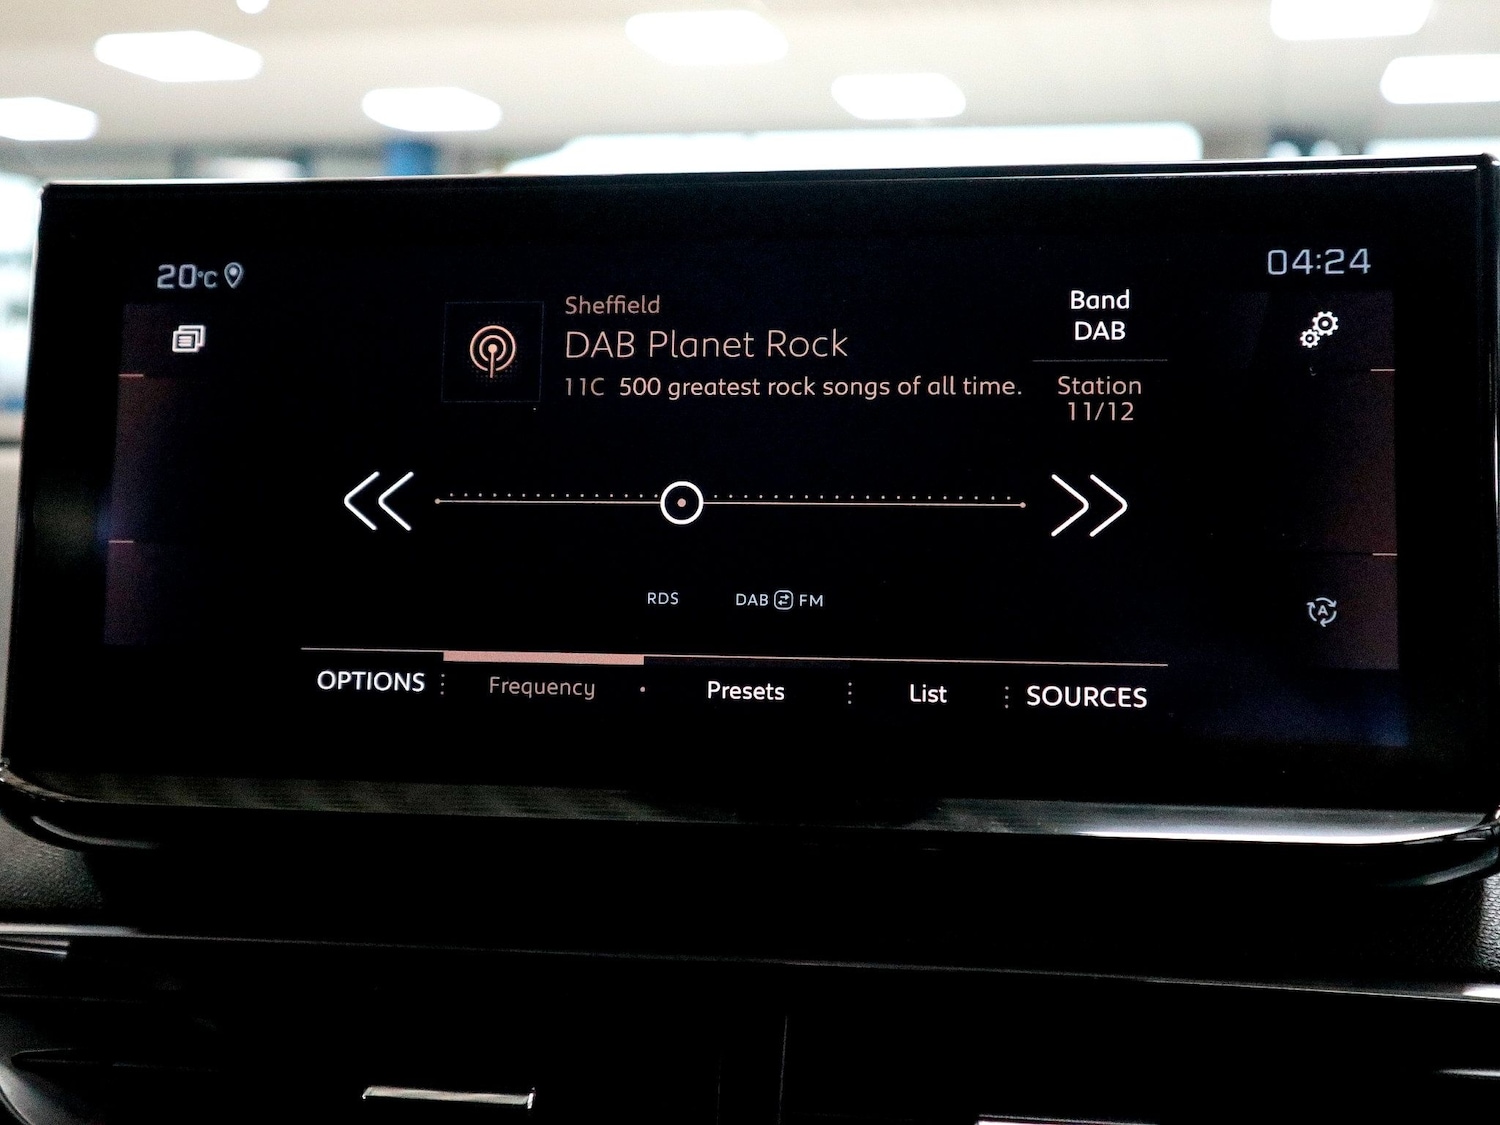 20°C
04:24
Sheffield
DAB Planet Rock
11C 500 greatest rock songs of all time.
Band
DAB
Station
11/12
RDS
DAB FM
OPTIONS
Frequency
Presets
List
SOURCES
A